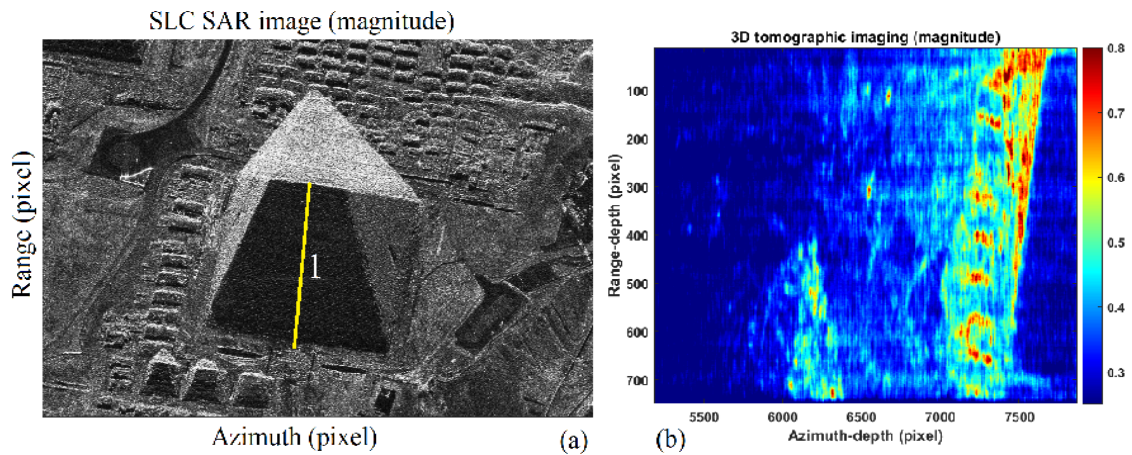 SLC SAR image (magnitude)
Range (pixel)
1
Azimuth (pixel)
(a)
3D tomographic imaging (magnitude)
Range-depth (pixel)
100
200
300
400
500
600
700
5500
6000
6500
7000
7500
Azimuth-depth (pixel)
(b)
0.8
0.7
0.6
0.5
0.4
0.3